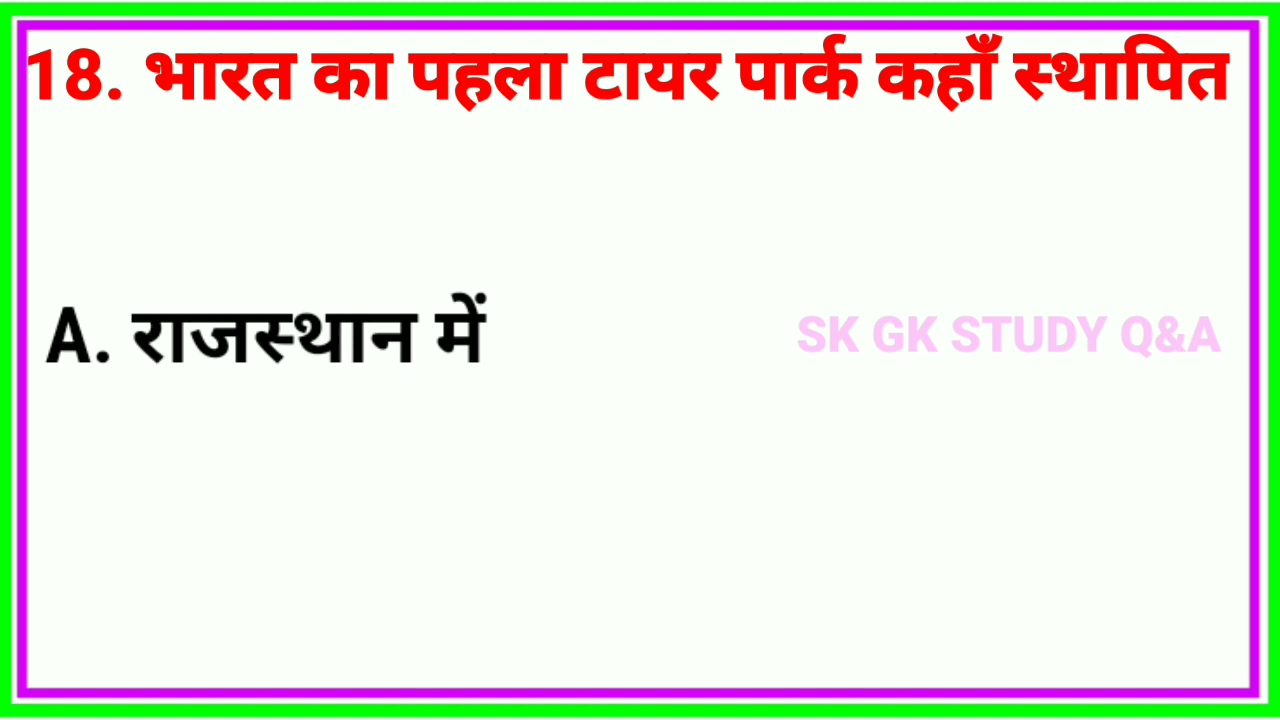 18. भारत का पहला टायर पार्क कहाँ स्थापित
A. राजस्थान में
SK GK STUDY Q&A